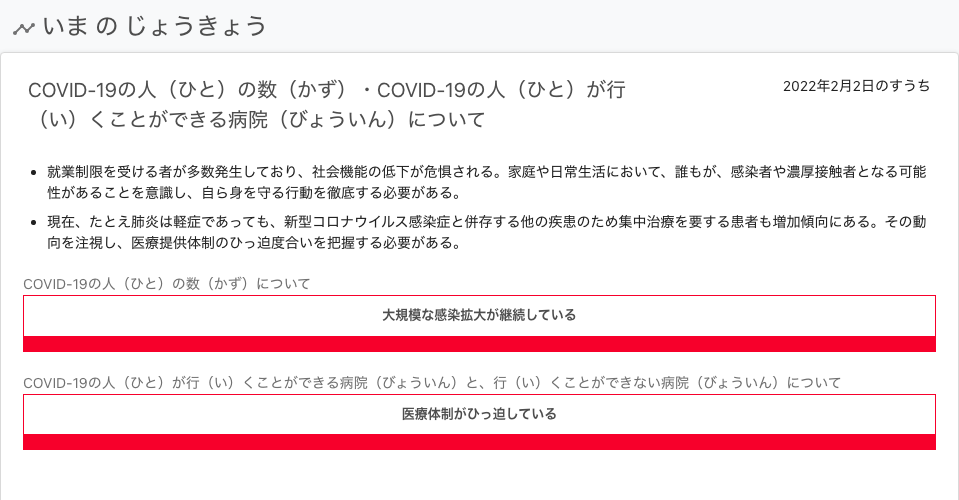 いま の じょうきょう
COVID-19の人（ひと）の数（かず）・COVID-19の人（ひと）が行
（い）くことができる病院（びょういん）について
2022年2月2日のすうち
• 就業制限を受ける者が多数発生しており、社会機能の低下が危惧される。家庭や日常生活において、誰もが、感染者や濃厚接触者となる可能
性があることを意識し、自ら身を守る行動を徹底する必要がある。
• 現在、たとえ肺炎は軽症であっても、新型コロナウイルス感染症と併存する他の疾患のため集中治療を要する患者も増加傾向にある。その動
向を注視し、医療提供体制のひっ迫度合いを把握する必要がある。
COVID-19の人（ひと）の数（かず）について
大規模な感染拡大が継続している
COVID-19の人（ひと）が行（い）くことができる病院（びょういん）と、行（い）くことができない病院（びょういん）について
医療体制がひっ迫している